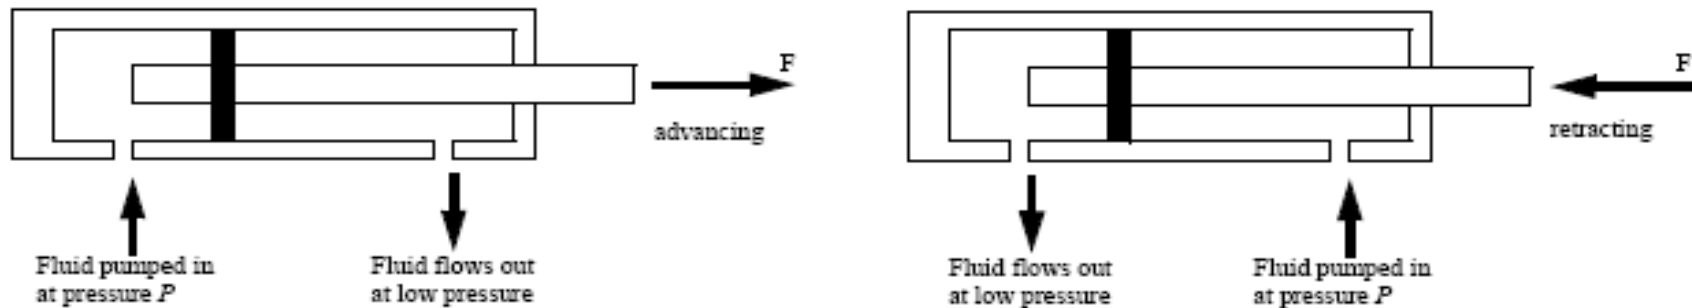 F
advancing
Fluid pumped in
at pressure P
Fluid flows out
at low pressure
F
retracting
Fluid flows out
at low pressure
Fluid pumped in
at pressure P